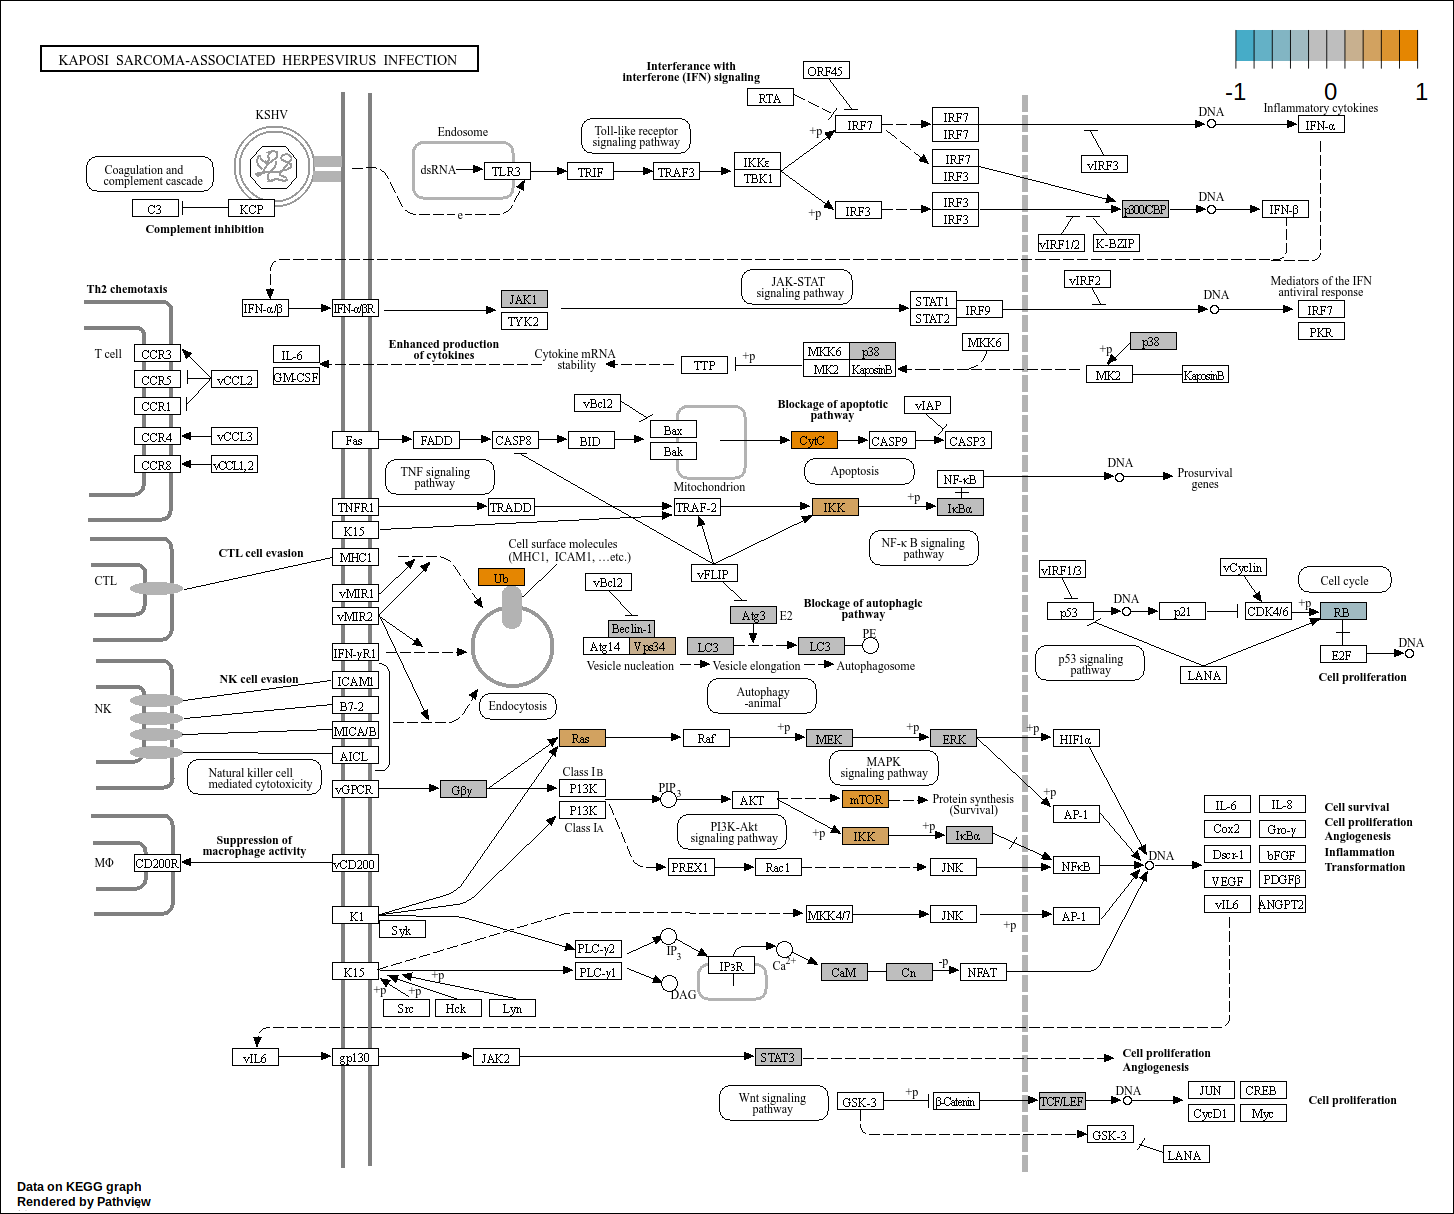 KAPOSI SARCOMA-ASSOCIATED HERPESVIRUS INFECTION
-1
0
1
Interferance with
interferone (IFN) signaling
ORF45
RTA
KSHV
Endosome
Toll-like receptor
signaling pathway
+p
IRF7
IRF7
IRF7
DNA
Inflammatory cytokines
IFN-α
Coagulation and
complement cascade
dsRNA
TLR3
TRIF
TRAF3
IKKε
TBK1
IRF7
IRF3
vIRF3
C3
KCP
e
+p
IRF3
IRF3
IRF3
p300/CBP
DNA
IFN-β
Complement inhibition
vIRF1/2
K-BZIP
Th2 chemotaxis
IFN-α/β
IFN-α/βR
JAK1
TYK2
JAK-STAT
signaling pathway
STAT1
STAT2
IRF9
vIRF2
DNA
Mediators of the IFN
antiviral response
IRF7
PKR
T cell
CCR3
CCR5
CCR1
CCR4
CCR8
vCCL2
vCCL3
vCCL1,2
IL-6
GM-CSF
Enhanced production
of cytokines
Cytokine mRNA
stability
TTP
+p
MKK6
p38
MK2
KaposinB
MKK6
+p
p38
MK2
KaposinB
vBcl2
Bax
Bak
Mitochondrion
Blockage of apoptotic
pathway
vIAP
Fas
FADD
CASP8
BID
CytC
CASP9
CASP3
TNF signaling
pathway
Apoptosis
NF-κB
DNA
Prosurvival
genes
TNFR1
TRADD
TRAF-2
IKK
+p
IκBα
K15
NF-κ B signaling
pathway
CTL
CTL cell evasion
MHC1
Cell surface molecules
(MHC1, ICAM1, …etc.)
Ub
vBcl2
vFLIP
vMIR1
vMIR2
IFN-γR1
Beclin-1
Atg14
Vps34
Atg3
E2
LC3
LC3
PE
Blockage of autophagic
pathway
Vesicle nucleation
Vesicle elongation
Autophagosome
Autophagy
-animal
Endocytosis
vIRF1/3
vCyclin
Cell cycle
p53
DNA
p21
CDK4/6
+p
RB
p53 signaling
pathway
LANA
E2F
DNA
Cell proliferation
NK
NK cell evasion
ICAM1
B7-2
MICA/B
AICL
Natural killer cell
mediated cytotoxicity
vGPCR
Gβγ
Ras
Raf
+p
MEK
+p
ERK
+p
HIF1α
MAPK
signaling pathway
Class IB
P13K
P13K
Class IA
PIP3
AKT
mTOR
Protein synthesis
(Survival)
+p
AP-1
PI3K-Akt
signaling pathway
+p
IKK
+p
IκBα
PREX1
Rac1
JNK
NFκB
DNA
IL-6
IL-8
Cox2
Gro-γ
Dscr-1
bFGF
VEGF
PDGFβ
vIL6
ANGPT2
Cell survival
Cell proliferation
Angiogenesis
Inflammation
Transformation
MΦ
CD200R
Suppression of
macrophage activity
vCD200
K1
Syk
MKK4/7
JNK
+p
AP-1
PLC-γ2
PLC-γ1
IP3
DAG
IP3R
Ca2+
CaM
Cn
-p
NFAT
K15
+p
+p
+p
Src
Hck
Lyn
vIL6
gp130
JAK2
STAT3
Cell proliferation
Angiogenesis
Wnt signaling
pathway
GSK-3
+p
β-Catenin
TCF/LEF
DNA
JUN
CREB
CycD1
Myc
Cell proliferation
GSK-3
LANA
Data on KEGG graph
Rendered by Pathview